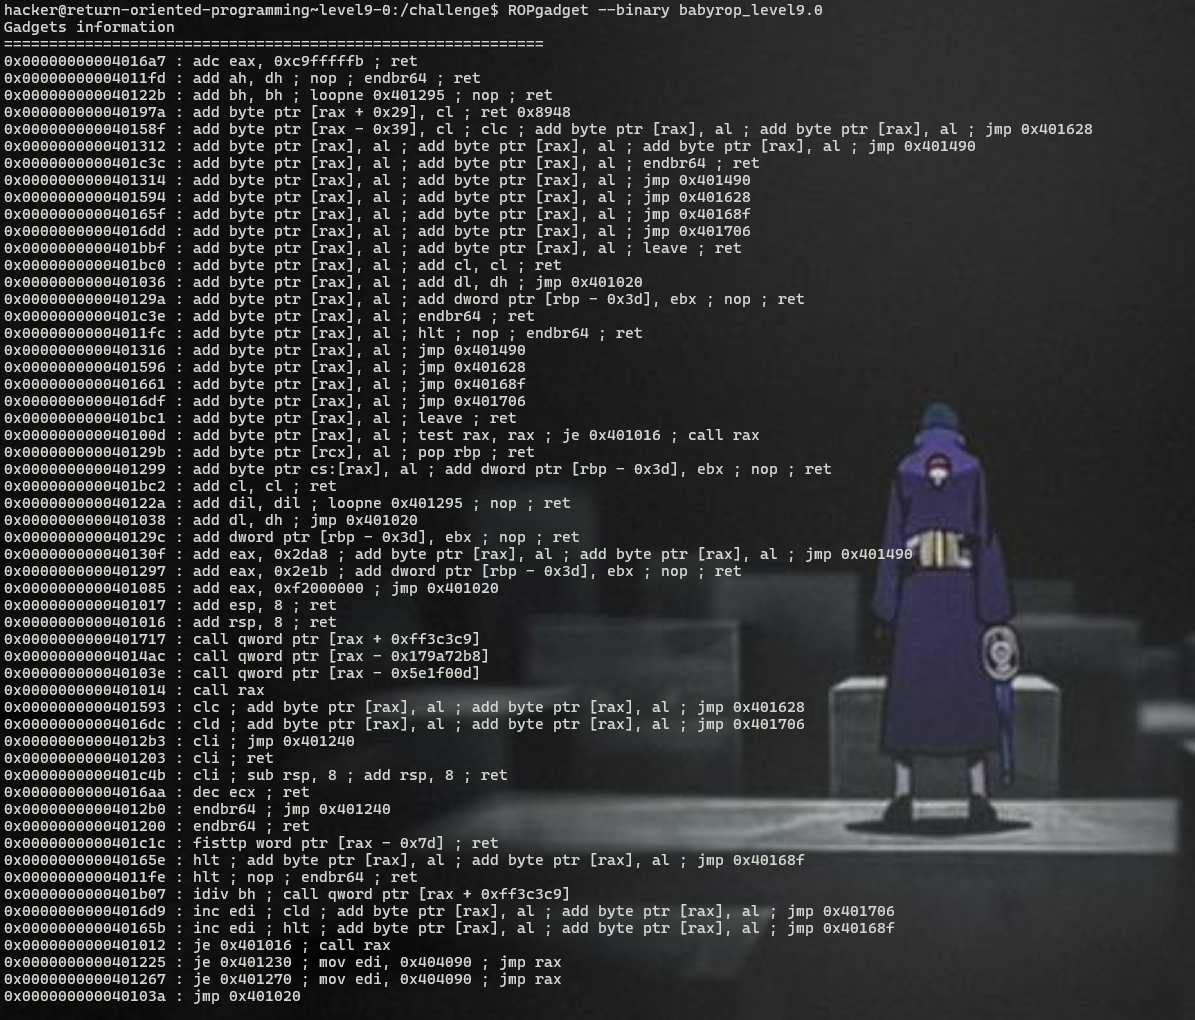 hacker@return-oriented-programming~level9-0:/challenge$ ROPgadget --binary babyrop_level9.0
Gadgets information
============================================================
0x00000000004016a7 : adc eax, 0xc9fffffb ; ret
0x00000000004011fd : add ah, dh ; nop ; endbr64 ; ret
0x000000000040122b : add bh, bh ; loopne 0x401295 ; nop ; ret
0x000000000040197a : add byte ptr [rax + 0x29], cl ; ret 0x8948
0x000000000040158f : add byte ptr [rax - 0x39], cl ; clc ; add byte ptr [rax], al ; add byte ptr [rax], al ; jmp 0x401628
0x0000000000401312 : add byte ptr [rax], al ; add byte ptr [rax], al ; add byte ptr [rax], al ; jmp 0x401490
0x0000000000401c3c : add byte ptr [rax], al ; add byte ptr [rax], al ; endbr64 ; ret
0x0000000000401314 : add byte ptr [rax], al ; add byte ptr [rax], al ; jmp 0x401490
0x0000000000401594 : add byte ptr [rax], al ; add byte ptr [rax], al ; jmp 0x401628
0x000000000040165f : add byte ptr [rax], al ; add byte ptr [rax], al ; jmp 0x40168f
0x00000000004016dd : add byte ptr [rax], al ; add byte ptr [rax], al ; jmp 0x401706
0x0000000000401bbf : add byte ptr [rax], al ; add byte ptr [rax], al ; leave ; ret
0x0000000000401bc0 : add byte ptr [rax], al ; add cl, cl ; ret
0x0000000000401036 : add byte ptr [rax], al ; add dl, dh ; jmp 0x401020
0x000000000040129a : add byte ptr [rax], al ; add dword ptr [rbp - 0x3d], ebx ; nop ; ret
0x0000000000401c3e : add byte ptr [rax], al ; endbr64 ; ret
0x00000000004011fc : add byte ptr [rax], al ; hlt ; nop ; endbr64 ; ret
0x0000000000401316 : add byte ptr [rax], al ; jmp 0x401490
0x0000000000401596 : add byte ptr [rax], al ; jmp 0x401628
0x0000000000401661 : add byte ptr [rax], al ; jmp 0x40168f
0x00000000004016df : add byte ptr [rax], al ; jmp 0x401706
0x0000000000401bc1 : add byte ptr [rax], al ; leave ; ret
0x000000000040100d : add byte ptr [rax], al ; test rax, rax ; je 0x401016 ; call rax
0x000000000040129b : add byte ptr [rcx], al ; pop rbp ; ret
0x0000000000401299 : add byte ptr cs:[rax], al ; add dword ptr [rbp - 0x3d], ebx ; nop ; ret
0x0000000000401bc2 : add cl, cl ; ret
0x000000000040122a : add dil, dil ; loopne 0x401295 ; nop ; ret
0x0000000000401038 : add dl, dh ; jmp 0x401020
0x000000000040129c : add dword ptr [rbp - 0x3d], ebx ; nop ; ret
0x000000000040130f : add eax, 0x2da8 ; add byte ptr [rax], al ; add byte ptr [rax], al ; jmp 0x401490
0x0000000000401297 : add eax, 0x2e1b ; add dword ptr [rbp - 0x3d], ebx ; nop ; ret
0x0000000000401085 : add eax, 0xf2000000 ; jmp 0x401020
0x0000000000401017 : add esp, 8 ; ret
0x0000000000401016 : add rsp, 8 ; ret
0x0000000000401717 : call qword ptr [rax + 0xff3c3c9]
0x00000000004014ac : call qword ptr [rax - 0x179a72b8]
0x000000000040103e : call qword ptr [rax - 0x5e1f00d]
0x0000000000401014 : call rax
0x0000000000401593 : clc ; add byte ptr [rax], al ; add byte ptr [rax], al ; jmp 0x401628
0x00000000004016dc : cld ; add byte ptr [rax], al ; add byte ptr [rax], al ; jmp 0x401706
0x00000000004012b3 : cli ; jmp 0x401240
0x0000000000401203 : cli ; ret
0x0000000000401c4b : cli ; sub rsp, 8 ; add rsp, 8 ; ret
0x00000000004016aa : dec ecx ; ret
0x00000000004012b0 : endbr64 ; jmp 0x401240
0x0000000000401200 : endbr64 ; ret
0x0000000000401c1c : fisttp word ptr [rax - 0x7d] ; ret
0x000000000040165e : hlt ; add byte ptr [rax], al ; add byte ptr [rax], al ; jmp 0x40168f
0x00000000004011fe : hlt ; nop ; endbr64 ; ret
0x0000000000401b07 : idiv bh ; call qword ptr [rax + 0xff3c3c9]
0x00000000004016d9 : inc edi ; cld ; add byte ptr [rax], al ; add byte ptr [rax], al ; jmp 0x401706
0x000000000040165b : inc edi ; hlt ; add byte ptr [rax], al ; add byte ptr [rax], al ; jmp 0x40168f
0x0000000000401012 : je 0x401016 ; call rax
0x0000000000401225 : je 0x401230 ; mov edi, 0x404090 ; jmp rax
0x0000000000401267 : je 0x401270 ; mov edi, 0x404090 ; jmp rax
0x000000000040103a : jmp 0x401020